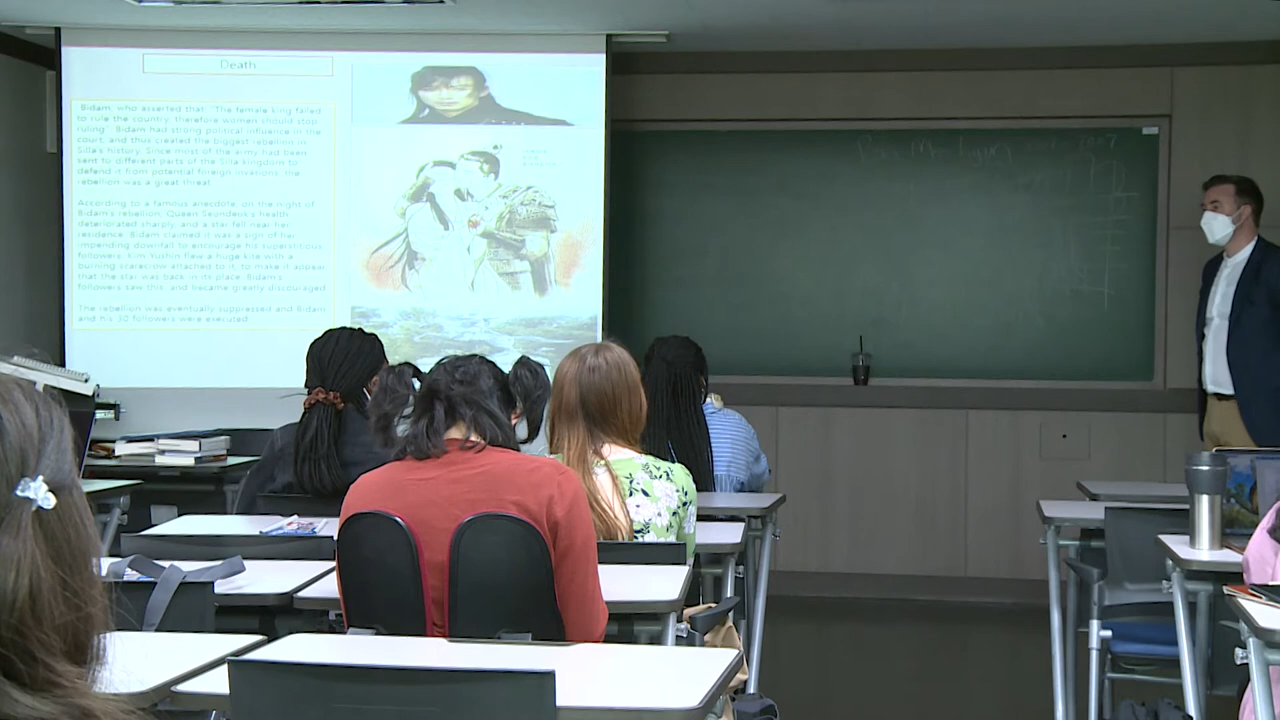 Death
Bidam, who asserted that, "The female king failed
to rule the country, therefore women should stop
ruling". Bidam had strong political influence in the
court, and thus created the biggest rebellion in
Silla's history. Since most of the army had been
sent to different parts of the Silla kingdom to
defend it from potential foreign invasions, the
rebellion was a great threat.
According to a famous anecdote, on the night of
Bidam's rebellion, Queen Seondeok's health
deteriorated sharply, and a star fell near her
residence. Bidam claimed it was a sign of her
impending downfall to encourage his superstitious
followers. Kim Yushin flew a huge kite with a
burning scarecrow attached to it, to make it appear
that the star was back in its place. Bidam's
followers saw this, and became greatly discouraged.
The rebellion was eventually suppressed and Bidam
and his 30 followers were executed.